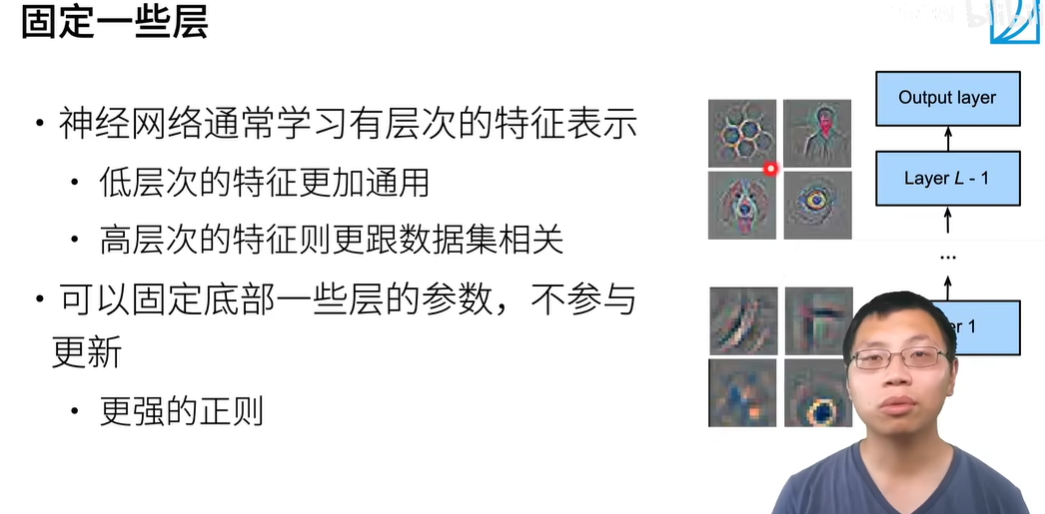 固定一些层
• 神经网络通常学习有层次的特征表示
• 低层次的特征更加通用
• 高层次的特征则更跟数据集相关
• 可以固定底部一些层的参数，不参与
更新
• 更强的正则
Output layer
Layer L - 1
...
er 1